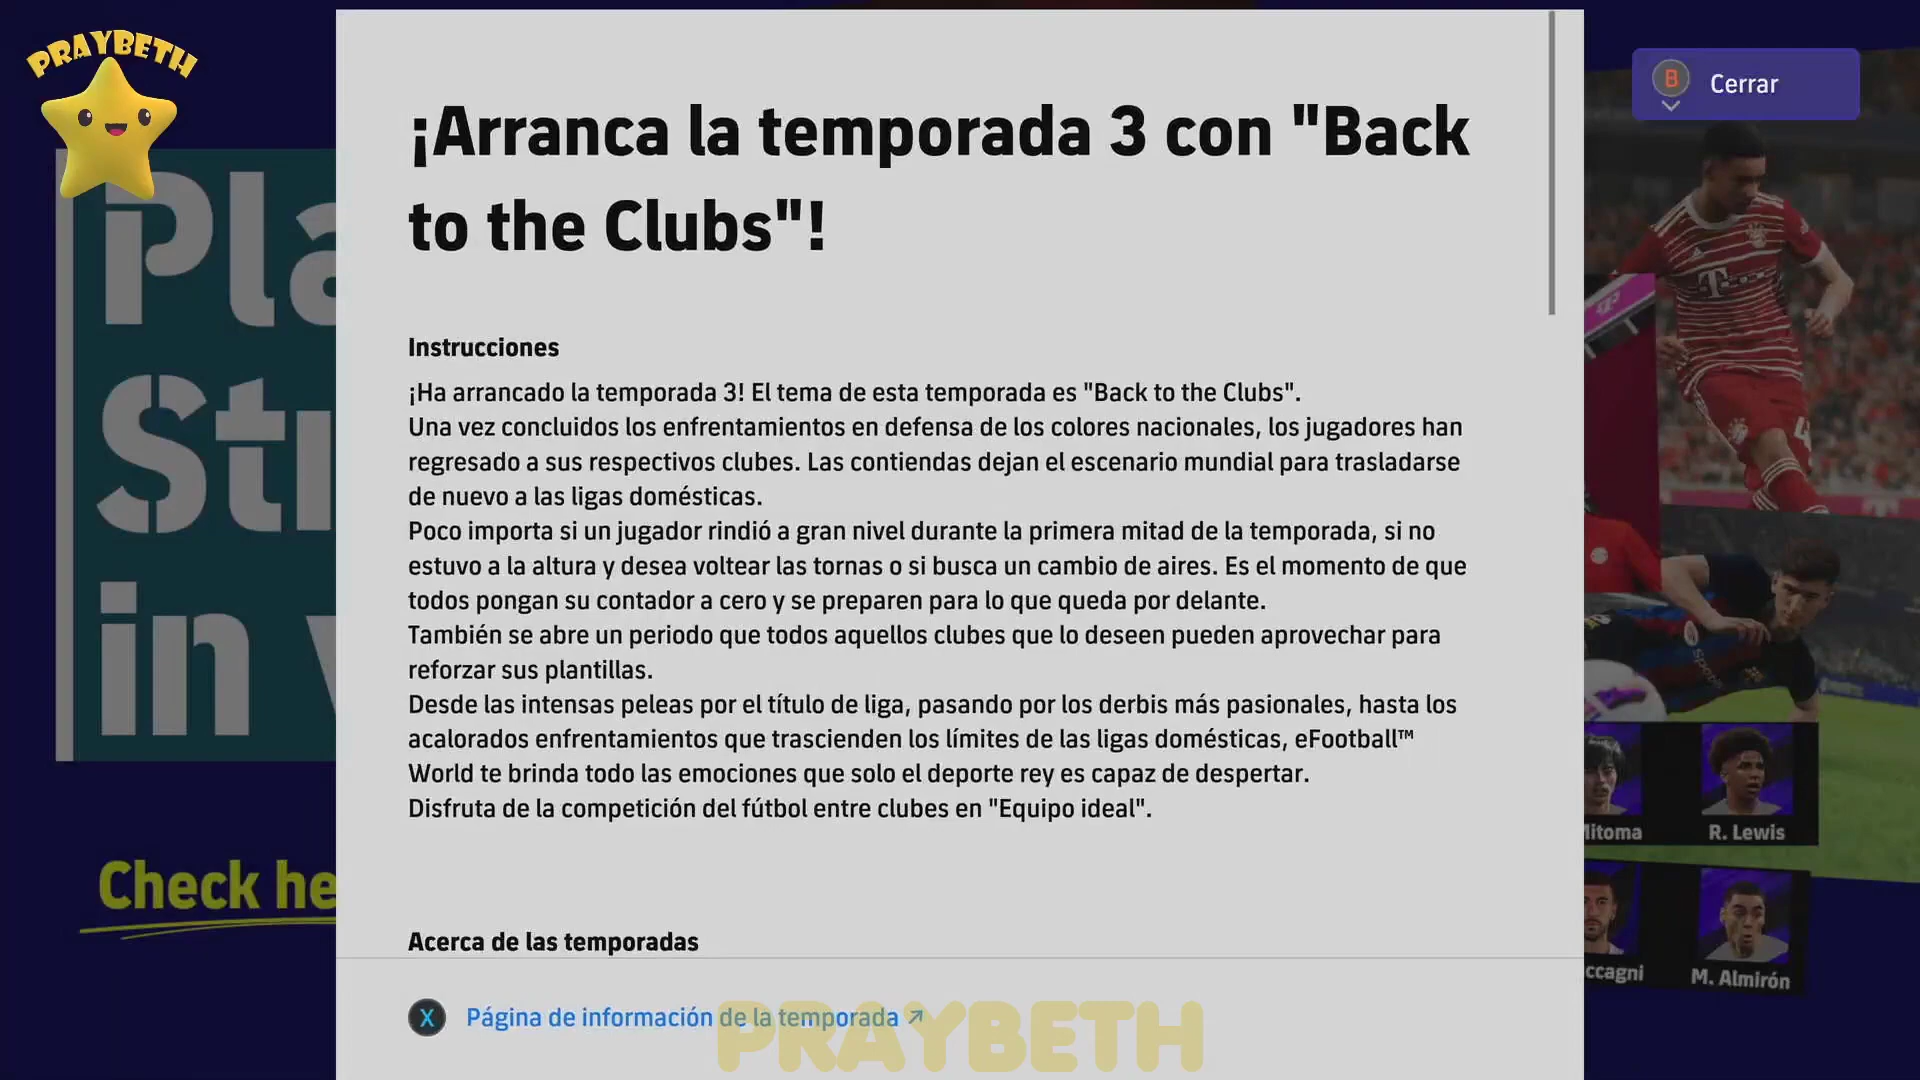 PRAYBETH
B Cerrar
¡Arranca la temporada 3 con "Back
to the Clubs"!
Instrucciones
¡Ha arrancado la temporada 3! El tema de esta temporada es "Back to the Clubs".
Una vez concluidos los enfrentamientos en defensa de los colores nacionales, los jugadores han
regresado a sus respectivos clubes. Las contiendas dejan el escenario mundial para trasladarse
de nuevo a las ligas domésticas.
Poco importa si un jugador rindió a gran nivel durante la primera mitad de la temporada, si no
estuvo a la altura y desea voltear las tornas o si busca un cambio de aires. Es el momento de que
todos pongan su contador a cero y se preparen para lo que queda por delante.
También se abre un periodo que todos aquellos clubes que lo deseen pueden aprovechar para
reforzar sus plantillas.
Desde las intensas peleas por el título de liga, pasando por los derbis más pasionales, hasta los
acalorados enfrentamientos que trascienden los límites de las ligas domésticas, eFootball™
World te brinda todo las emociones que solo el deporte rey es capaz de despertar.
Disfruta de la competición del fútbol entre clubes en "Equipo ideal".
Acerca de las temporadas
X Página de información de la temporada
PRAYBETH
Pla
Str
in
Check he
Mitoma
R. Lewis
ccagni
M. Almirón